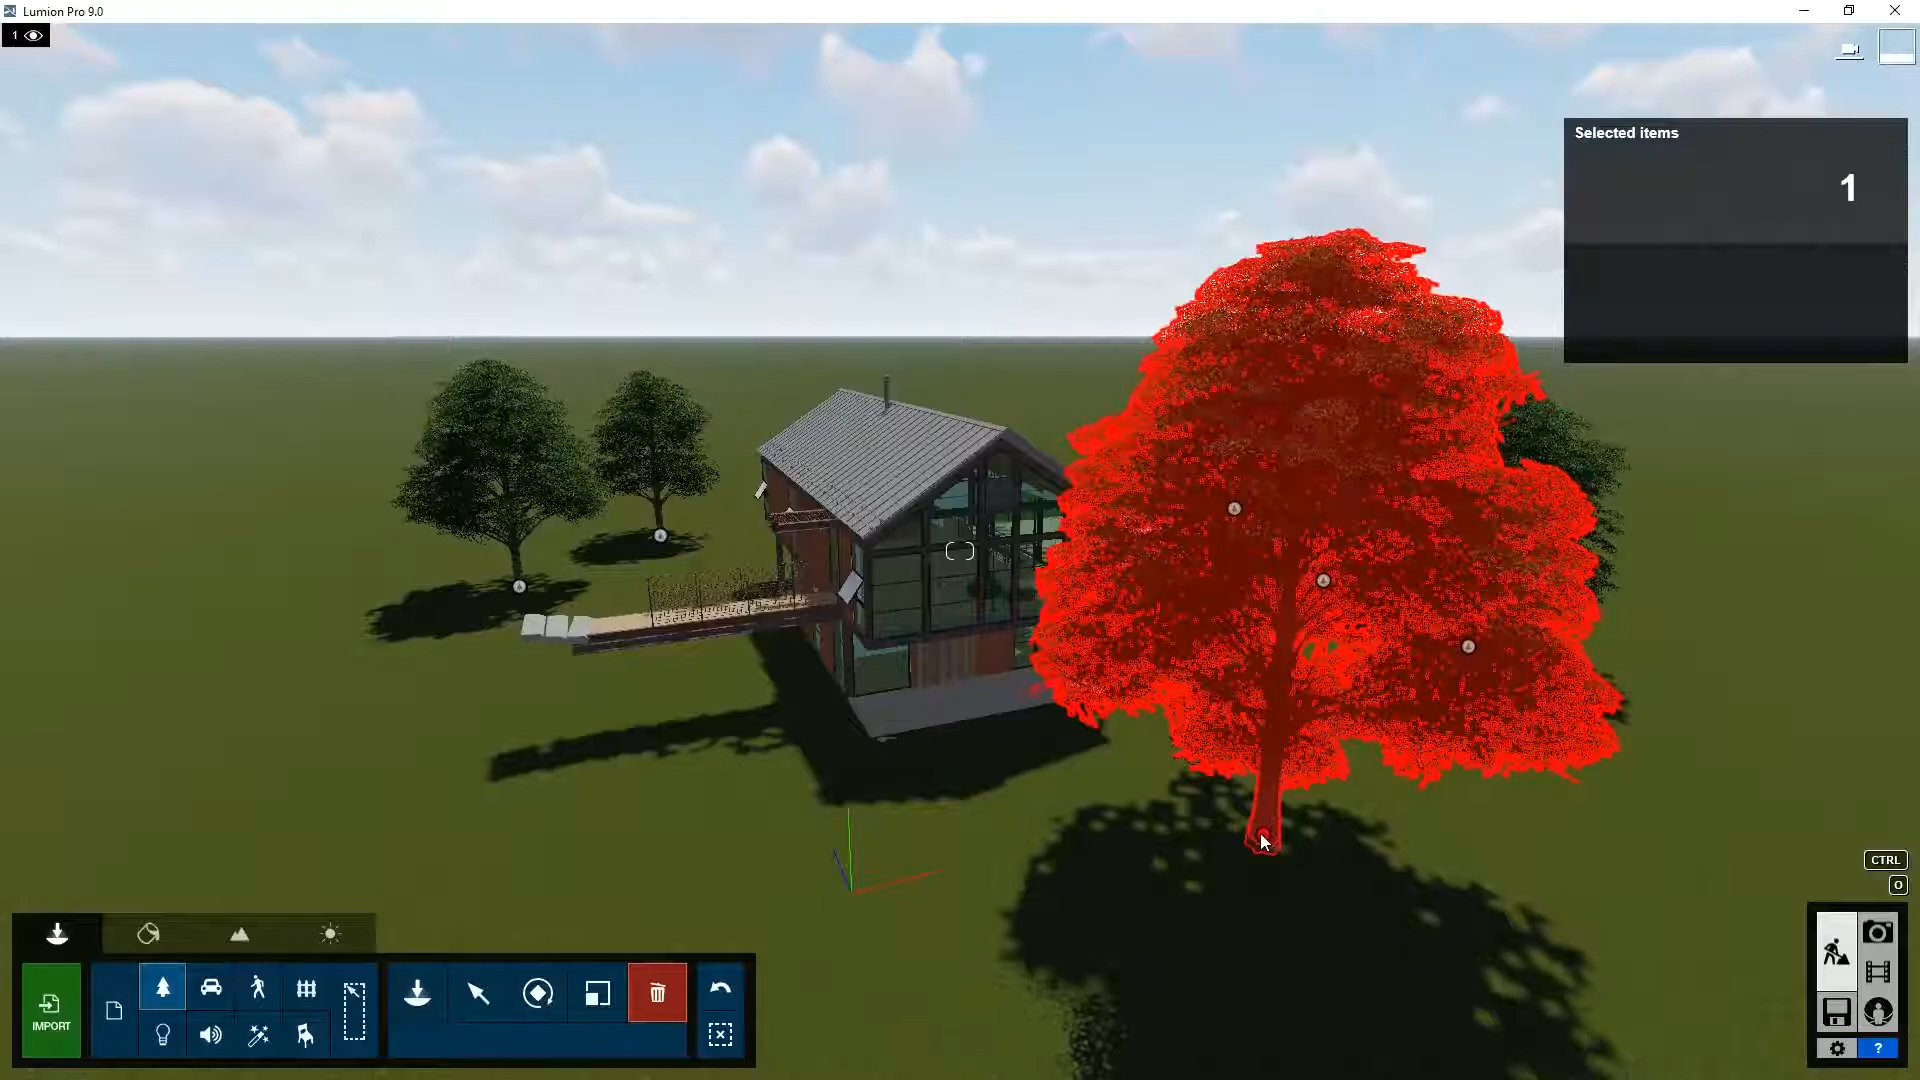 Lumion Pro 9.0
1
Selected items
1
CTRL
O
IMPORT
?